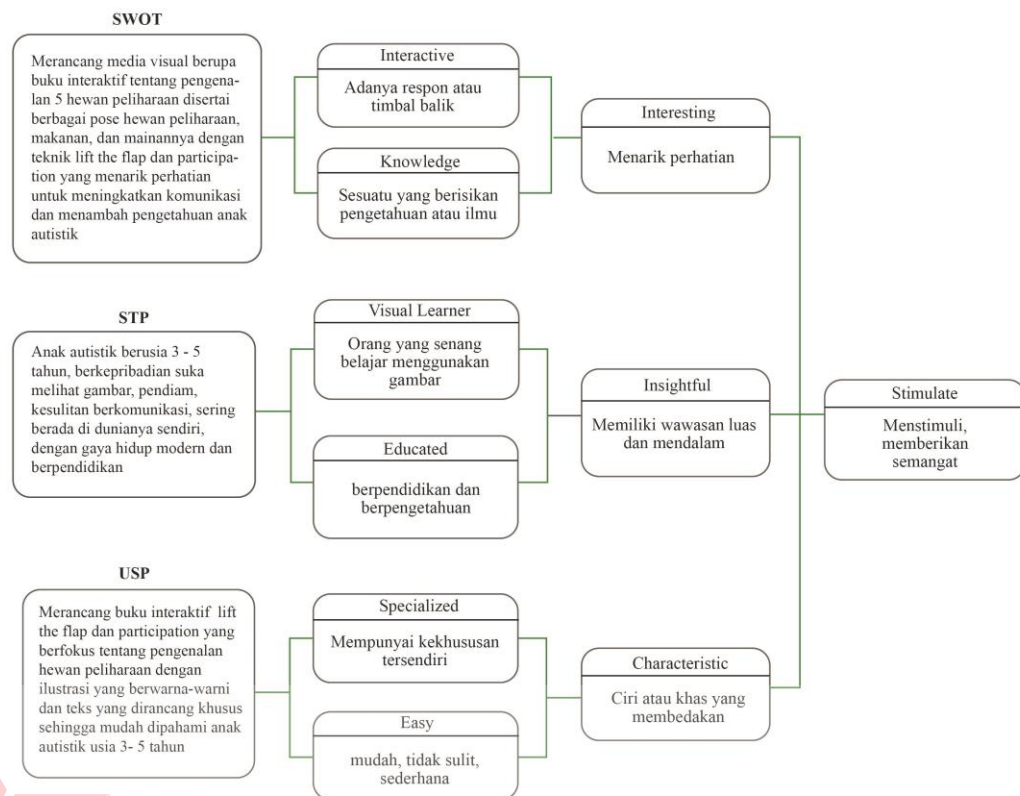 SWOT
Merancang media visual berupa
buku interaktif tentang pengena-
lan 5 hewan peliharaan disertai
berbagai pose hewan peliharaan,
makanan, dan mainannya dengan
teknik lift the flap dan participa-
tion yang menarik perhatian
untuk meningkatkan komunikasi
dan menambah pengetahuan anak
autistik
Interactive
Adanya respon atau
timbal balik
Knowledge
Sesuatu yang berisikan
pengetahuan atau ilmu
Interesting
Menarik perhatian
STP
Anak autistik berusia 3 - 5
tahun, berkepribadian suka
melihat gambar, pendiam,
kesulitan berkomunikasi, sering
berada di dunianya sendiri,
dengan gaya hidup modern dan
berpendidikan
Visual Learner
Orang yang senang
belajar menggunakan
gambar
Educated
berpendidikan dan
berpengetahuan
Insightful
Memiliki wawasan luas
dan mendalam
Stimulate
Menstimuli,
memberikan
semangat
USP
Merancang buku interaktif lift
the flap dan participation yang
berfokus tentang pengenalan
hewan peliharaan dengan
ilustrasi yang berwarna-warni
dan teks yang dirancang khusus
sehingga mudah dipahami anak
autistik usia 3- 5 tahun
Specialized
Mempunyai kekhususan
tersendiri
Easy
mudah, tidak sulit,
sederhana
Characteristic
Ciri atau khas yang
membedakan